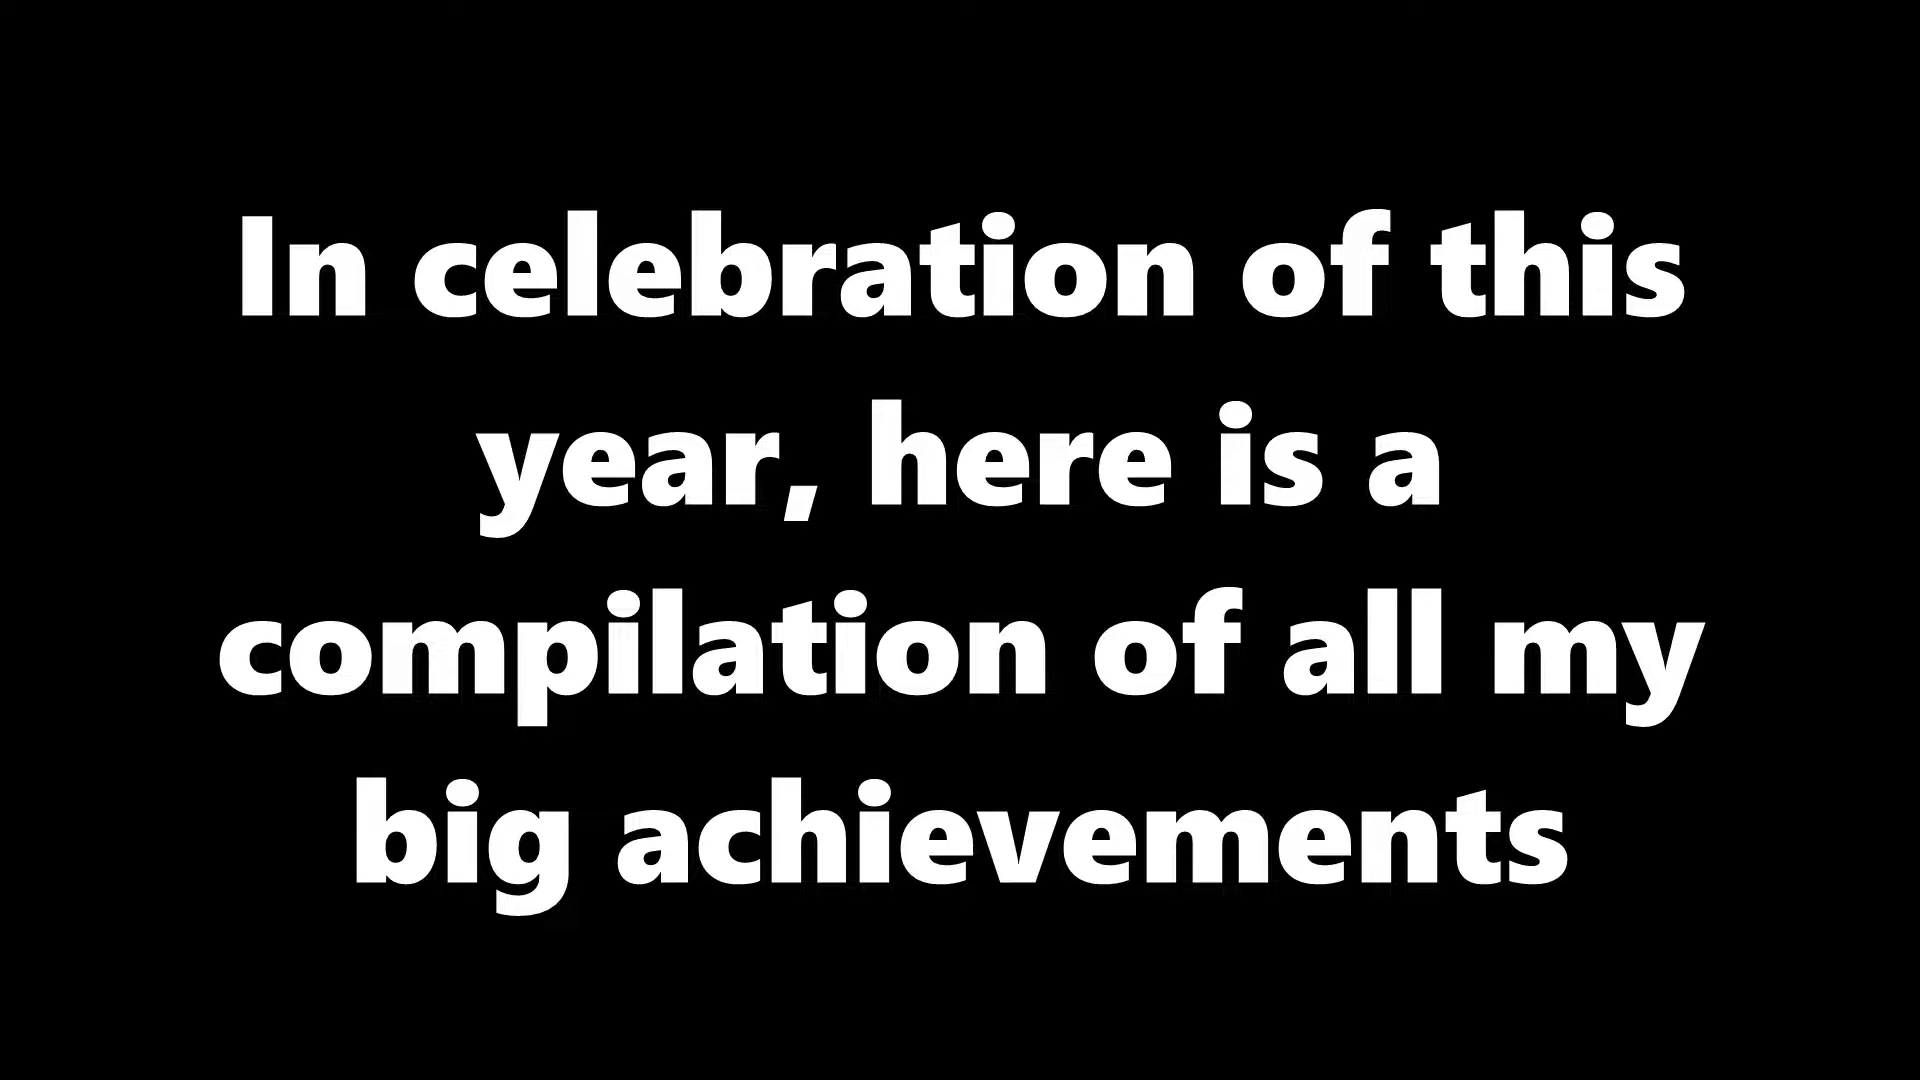 In celebration of this
year, here is a
compilation of all my
big achievements